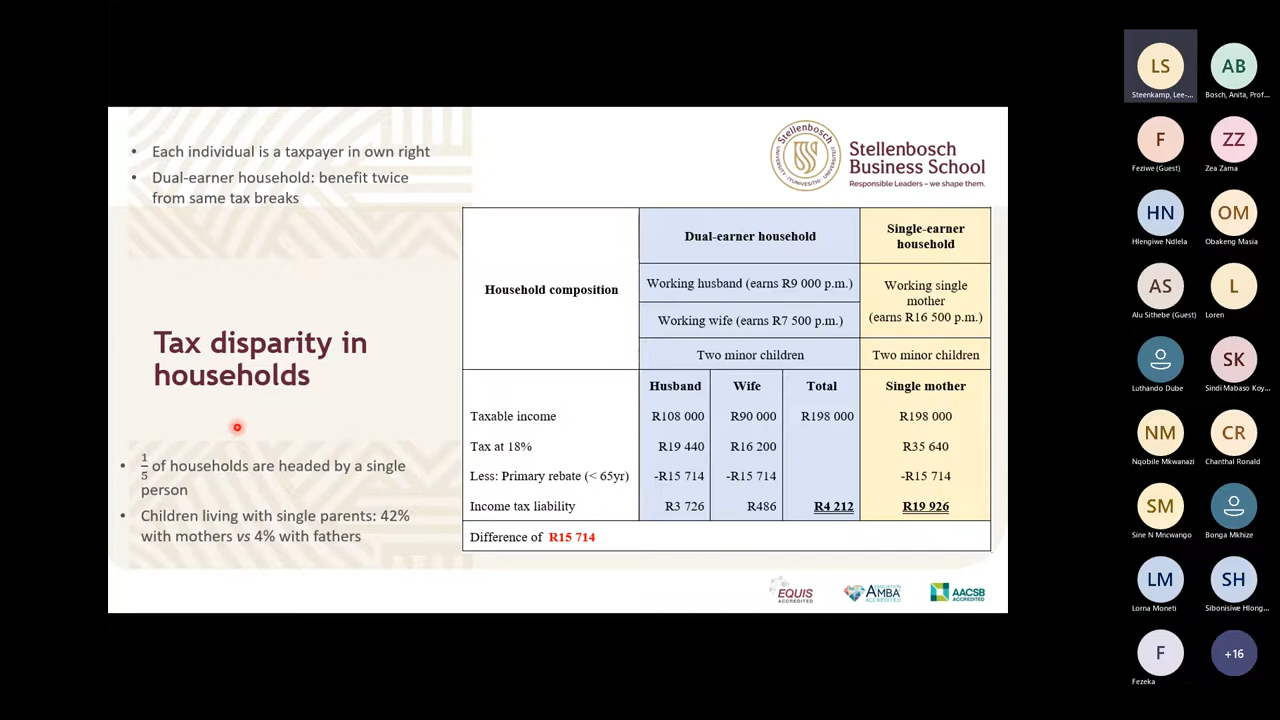 • Each individual is a taxpayer in own right
• Dual-earner household: benefit twice
from same tax breaks
Tax disparity in
households
• 1/5 of households are headed by a single
person
• Children living with single parents: 42%
with mothers vs 4% with fathers
Stellenbosch
UNIVERSITY · IYUNIVESITHI · UNIVERSITEIT
Stellenbosch
Business School
Responsible Leaders – we shape them.
Household composition
Dual-earner household
Single-earner
household
Working husband (earns R9 000 p.m.)
Working wife (earns R7 500 p.m.)
Working single
mother
(earns R16 500 p.m.)
Two minor children
Two minor children
Husband Wife Total Single mother
Taxable income R108 000 R90 000 R198 000 R198 000
Tax at 18% R19 440 R16 200 R35 640
Less: Primary rebate (< 65yr) -R15 714 -R15 714 -R15 714
Income tax liability R3 726 R486 R4 212 R19 926
Difference of R15 714
EQUIS
ACCREDITED
ASSOCIATION
AMBA
ACCREDITED
AACSB
ACCREDITED
LS
Steenkamp, Lee-...
AB
Bosch, Anita, Prof...
F
Feziwe (Guest)
ZZ
Zea Zama
HN
Hlengiwe Ndlela
OM
Obakeng Masia
AS
Alu Sithebe (Guest)
L
Loren
Luthando Dube
SK
Sindi Mabaso Koy...
NM
Nqobile Mkwanazi
CR
Chanthal Ronald
SM
Sine N Mncwango
Bonga Mkhize
LM
Lorna Moneti
SH
Sibonisiwe Hlong...
F
Fezeka
+16